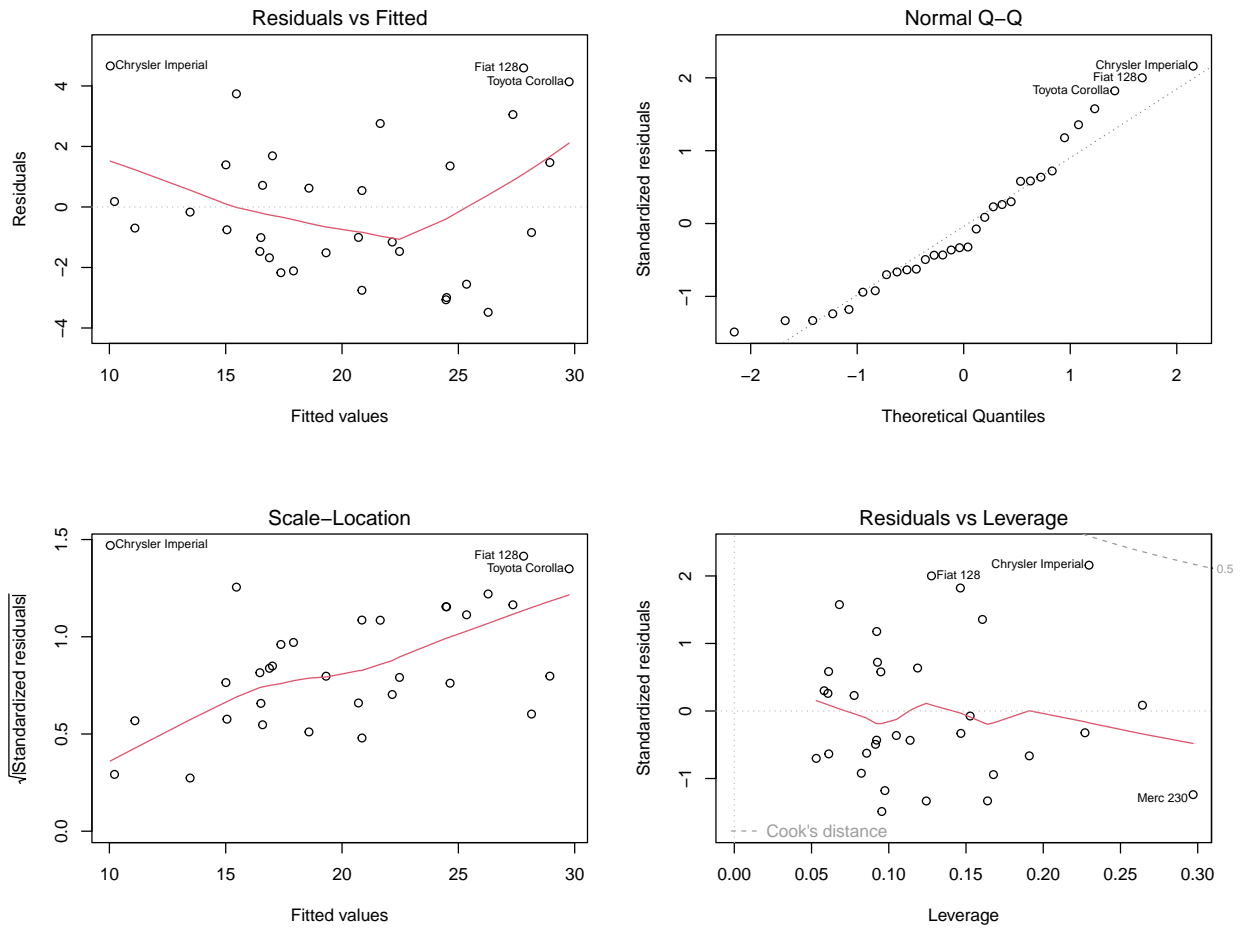 Residuals vs Fitted
Residuals
4
2
0
−2
−4
Chrysler Imperial
Fiat 128
Toyota Corolla
10 15 20 25 30
Fitted values
Normal Q−Q
Standardized residuals
2
1
0
−1
Chrysler Imperial
Fiat 128
Toyota Corolla
−2 −1 0 1 2
Theoretical Quantiles
Scale−Location
√|Standardized residuals|
1.5
1.0
0.5
0.0
Chrysler Imperial
Fiat 128
Toyota Corolla
10 15 20 25 30
Fitted values
Residuals vs Leverage
Standardized residuals
2
1
0
−1
0.5
Chrysler Imperial
Fiat 128
Merc 230
Cook's distance
0.00 0.05 0.10 0.15 0.20 0.25 0.30
Leverage